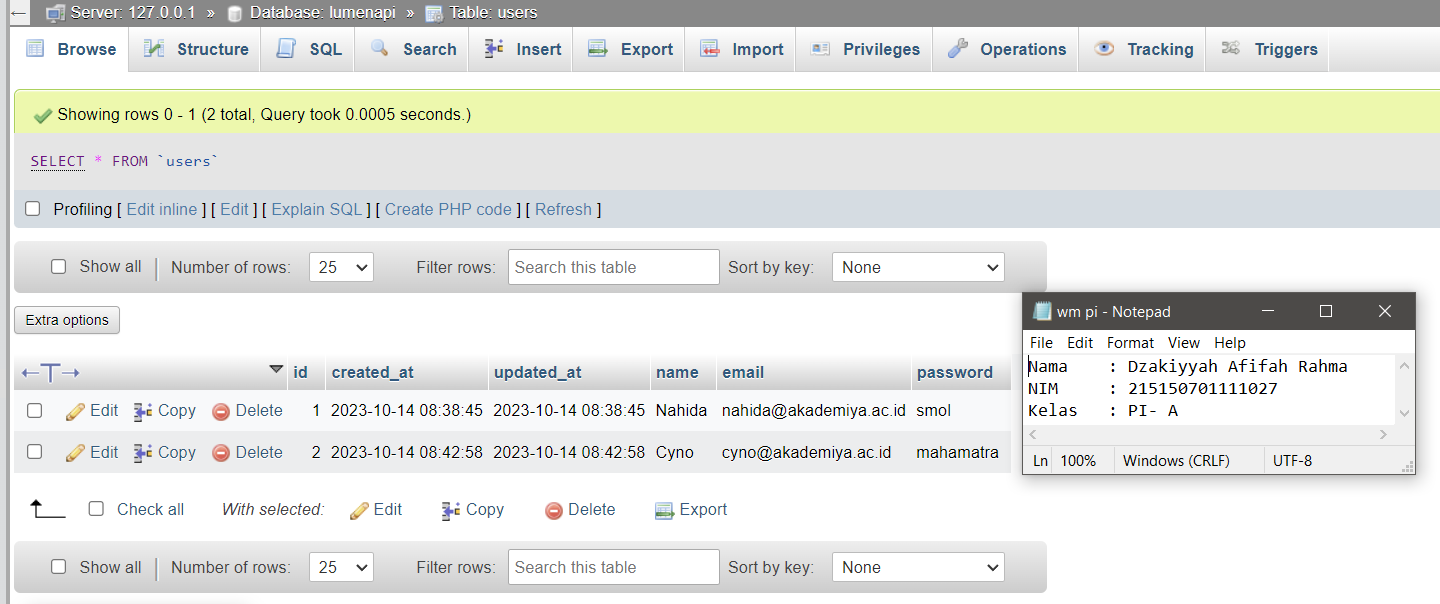 Server: 127.0.0.1 » Database: lumenapi » Table: users
Browse Structure SQL Search Insert Export Import Privileges Operations Tracking Triggers
Showing rows 0 - 1 (2 total, Query took 0.0005 seconds.)
SELECT * FROM `users`
Profiling [ Edit inline ] [ Edit ] [ Explain SQL ] [ Create PHP code ] [ Refresh ]
Show all | Number of rows: 25 Filter rows: Search this table Sort by key: None
Extra options
id created_at updated_at name email password
Edit Copy Delete 1 2023-10-14 08:38:45 2023-10-14 08:38:45 Nahida nahida@akademiya.ac.id smol
Edit Copy Delete 2 2023-10-14 08:42:58 2023-10-14 08:42:58 Cyno cyno@akademiya.ac.id mahamatra
Check all With selected: Edit Copy Delete Export
Show all | Number of rows: 25 Filter rows: Search this table Sort by key: None
wm pi - Notepad
File Edit Format View Help
Nama : Dzakiyyah Afifah Rahma
NIM : 215150701111027
Kelas : PI- A
Ln 100% Windows (CRLF) UTF-8